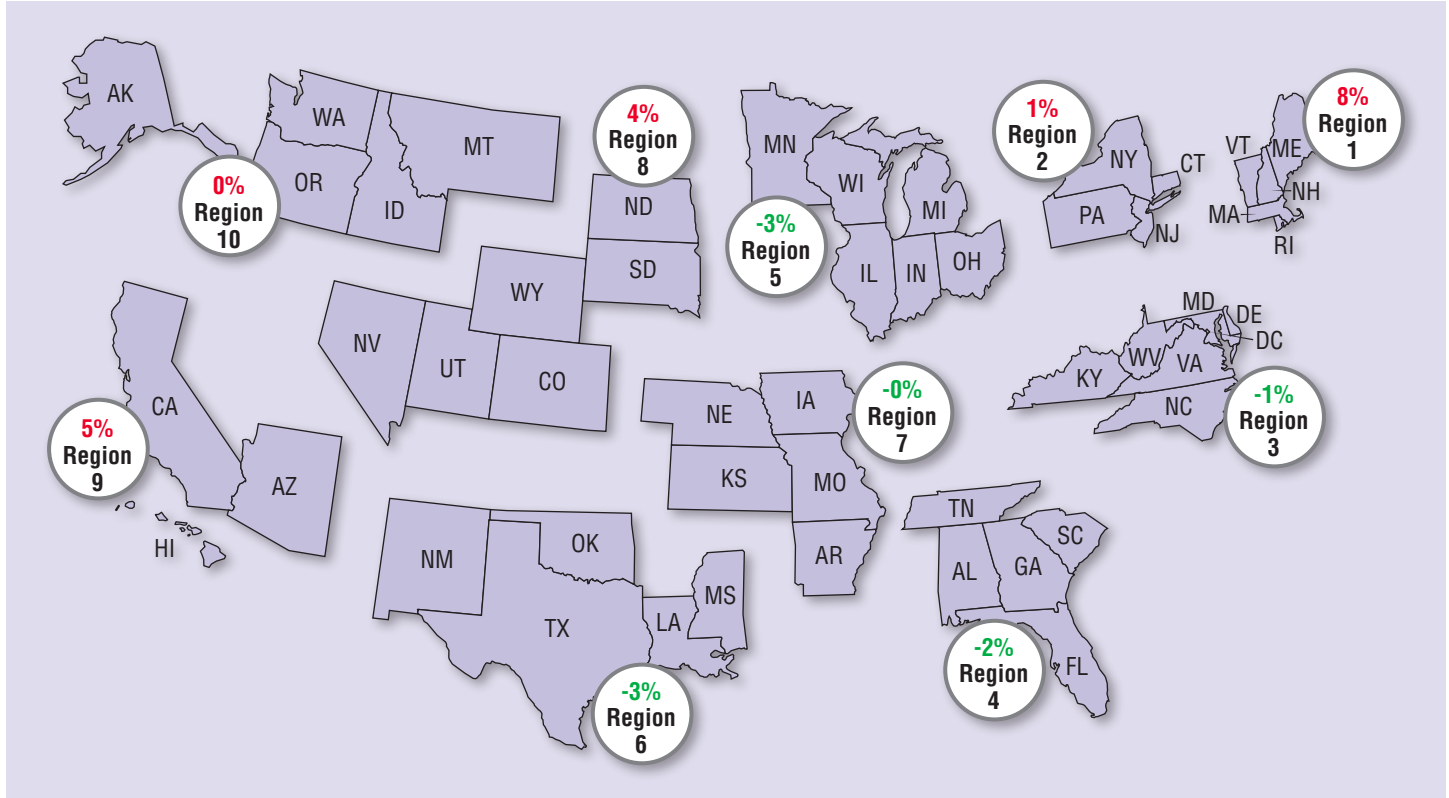 AK
WA
MT
OR
ID
0%
Region
10
4%
Region
8
ND
SD
WY
NV
UT
CO
MN
WI
MI
IL
IN
OH
-3%
Region
5
1%
Region
2
NY
CT
PA
NJ
8%
Region
1
VT
ME
NH
MA
RI
MD
DE
DC
WV
VA
KY
NC
-1%
Region
3
CA
5%
Region
9
AZ
HI
NE
IA
-0%
Region
7
KS
MO
AR
NM
OK
TX
LA
MS
-3%
Region
6
TN
SC
AL
GA
FL
-2%
Region
4